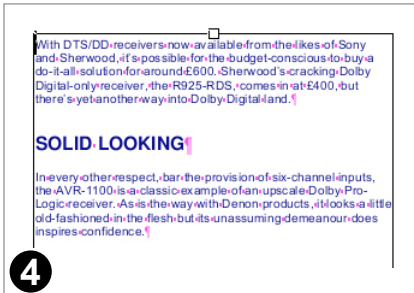 With DTS/DD receivers now available from the likes of Sony
and Sherwood, it's possible for the budget-conscious to buy a
do-it-all solution for around £600. Sherwood's cracking Dolby
Digital-only receiver, the R925-RDS, comes in at £400, but
there's yet another way into Dolby Digital land.¶
SOLID LOOKING¶
In every other respect, bar the provision of six-channel inputs,
the AVR-1100 is a classic example of an upscale Dolby Pro-
Logic receiver. As is the way with Denon products, it looks a little
old-fashioned in the flesh but its unassuming demeanour does
inspires confidence.¶
4